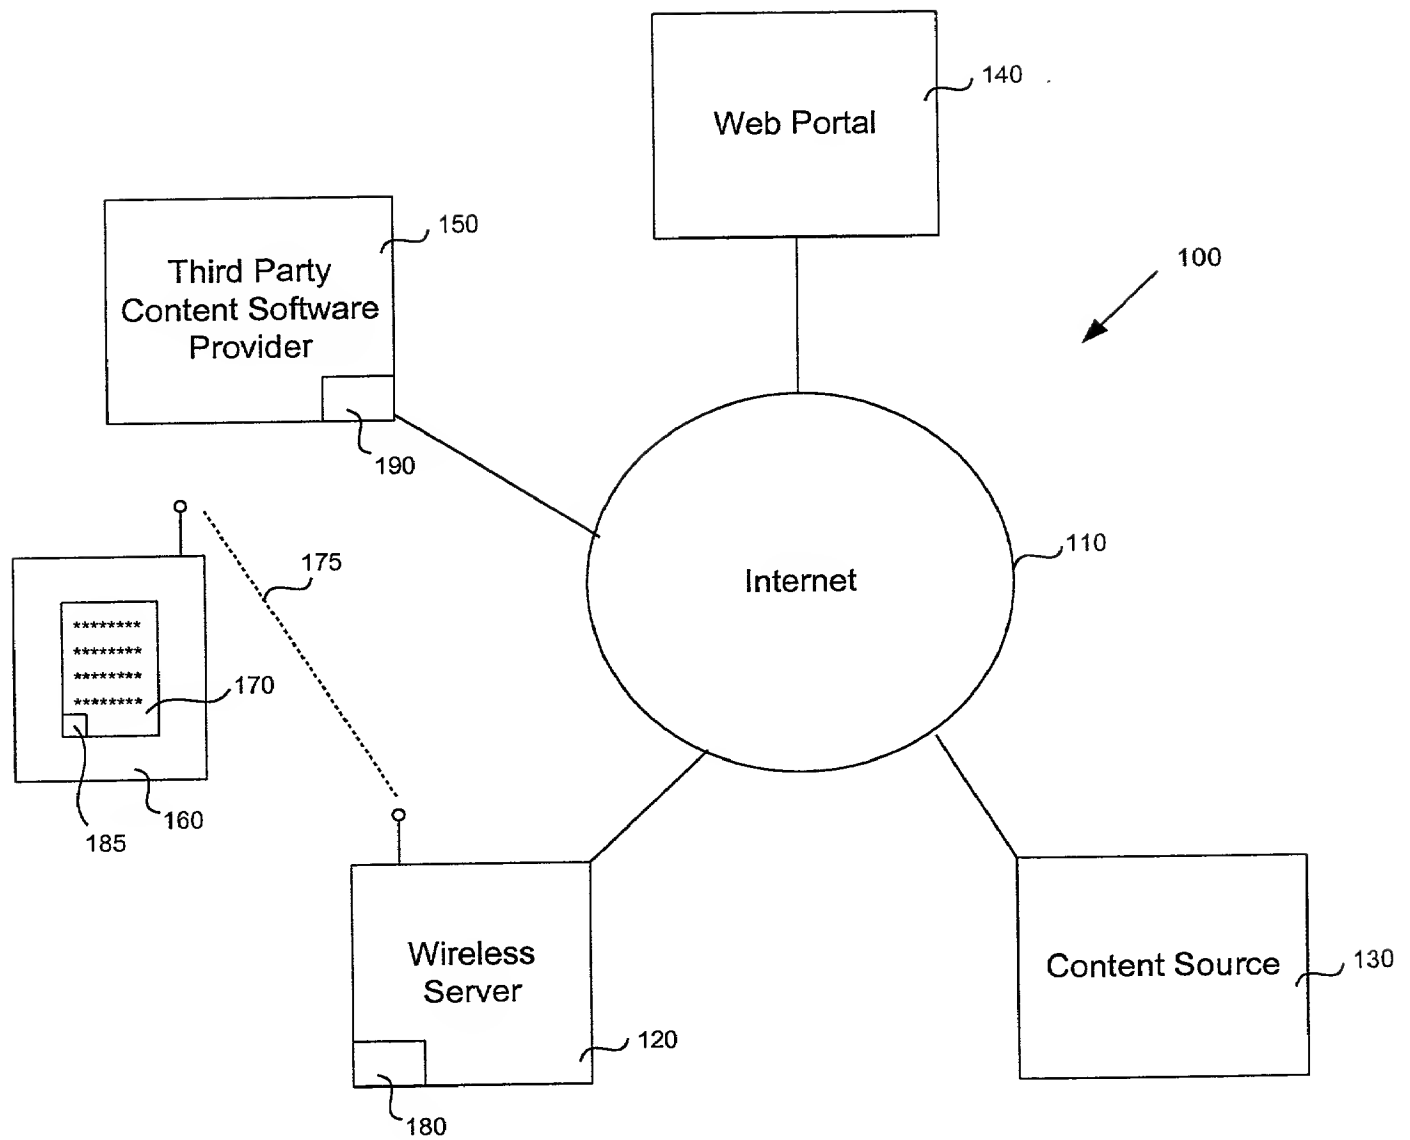 140
Web Portal
150
Third Party
Content Software
Provider
100
190
110
175
Internet
********
********
********
********
170
160
185
Wireless
Server
Content Source
130
120
180